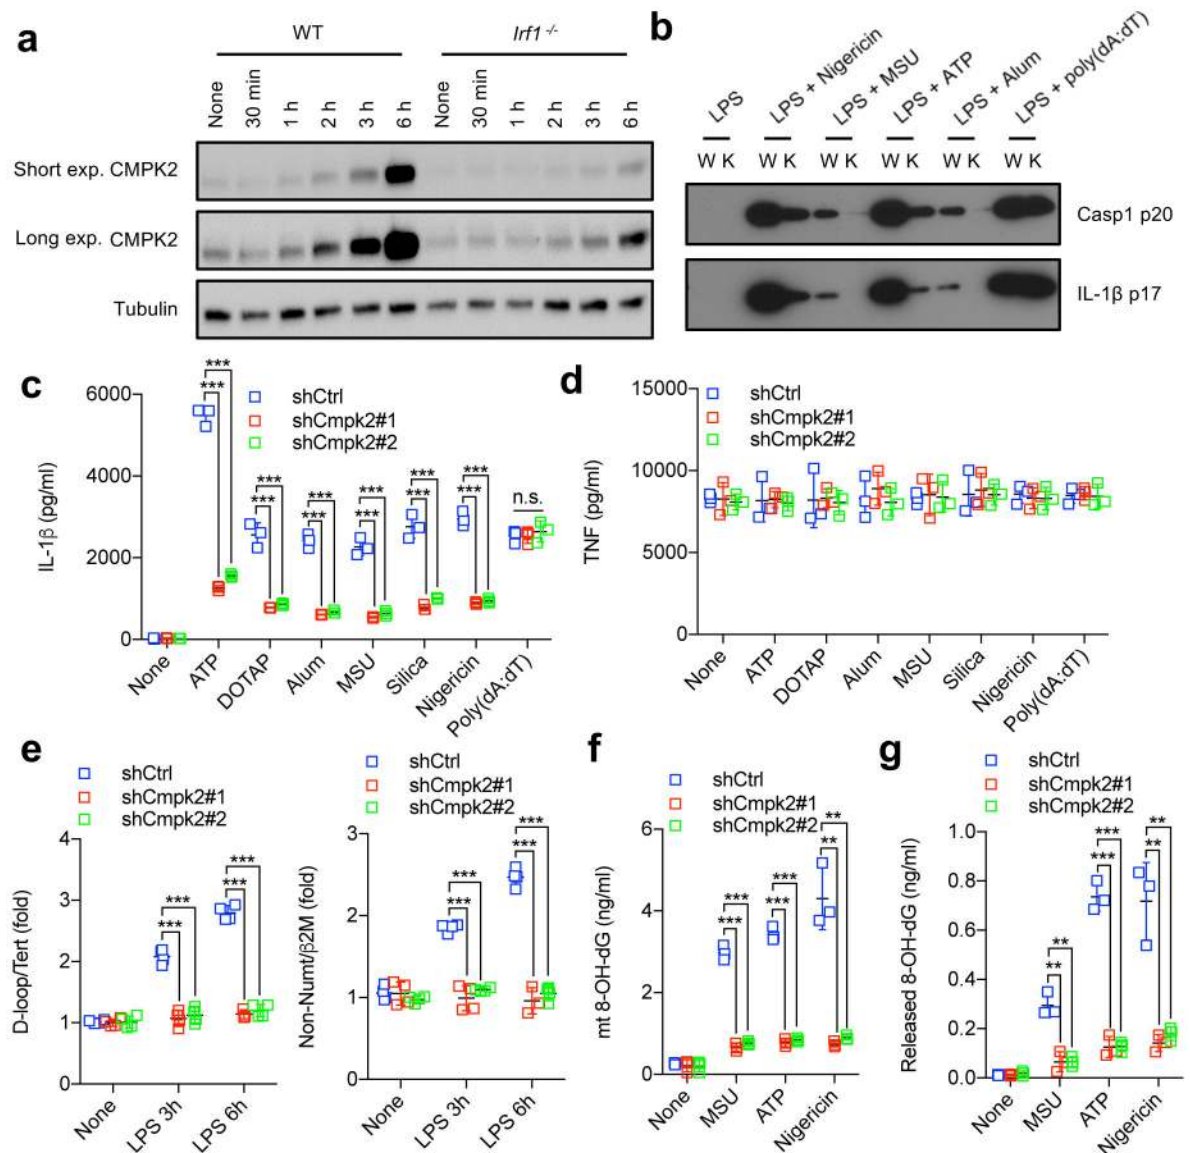 a
WT
Irf1 -/-
None
30 min
1 h
2 h
3 h
6 h
None
30 min
1 h
2 h
3 h
6 h
Short exp. CMPK2
Long exp. CMPK2
Tubulin
b
LPS
LPS + Nigericin
LPS + MSU
LPS + ATP
LPS + Alum
LPS + poly(dA:dT)
W K W K W K W K W K W K
Casp1 p20
IL-1β p17
c
IL-1β (pg/ml)
6000
4000
2000
0
shCtrl
shCmpk2#1
shCmpk2#2
***
***
***
***
***
***
***
***
***
***
***
***
n.s.
None
ATP
DOTAP
Alum
MSU
Silica
Nigericin
Poly(dA:dT)
d
TNF (pg/ml)
15000
10000
5000
0
shCtrl
shCmpk2#1
shCmpk2#2
None
ATP
DOTAP
Alum
MSU
Silica
Nigericin
Poly(dA:dT)
e
shCtrl
shCmpk2#1
shCmpk2#2
D-loop/Tert (fold)
4
3
2
1
0
***
***
***
***
None
LPS 3h
LPS 6h
shCtrl
shCmpk2#1
shCmpk2#2
Non-Numt/β2M (fold)
3
2
1
0
***
***
***
***
None
LPS 3h
LPS 6h
f
shCtrl
shCmpk2#1
shCmpk2#2
mt 8-OH-dG (ng/ml)
6
4
2
0
***
***
***
***
**
**
None
MSU
ATP
Nigericin
g
shCtrl
shCmpk2#1
shCmpk2#2
Released 8-OH-dG (ng/ml)
1.0
0.8
0.6
0.4
0.2
0.0
**
**
***
***
**
**
None
MSU
ATP
Nigericin